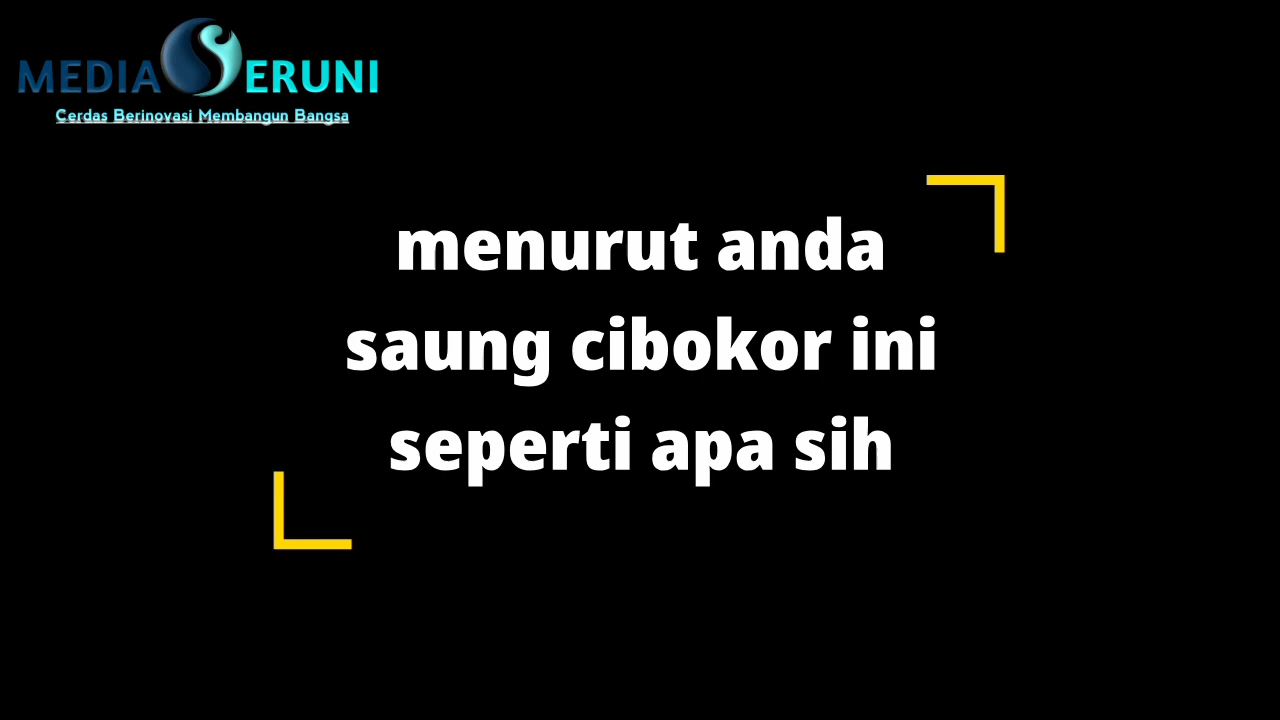 MEDIA SERUNI
Cerdas Berinovasi Membangun Bangsa
menurut anda
saung cibokor ini
seperti apa sih